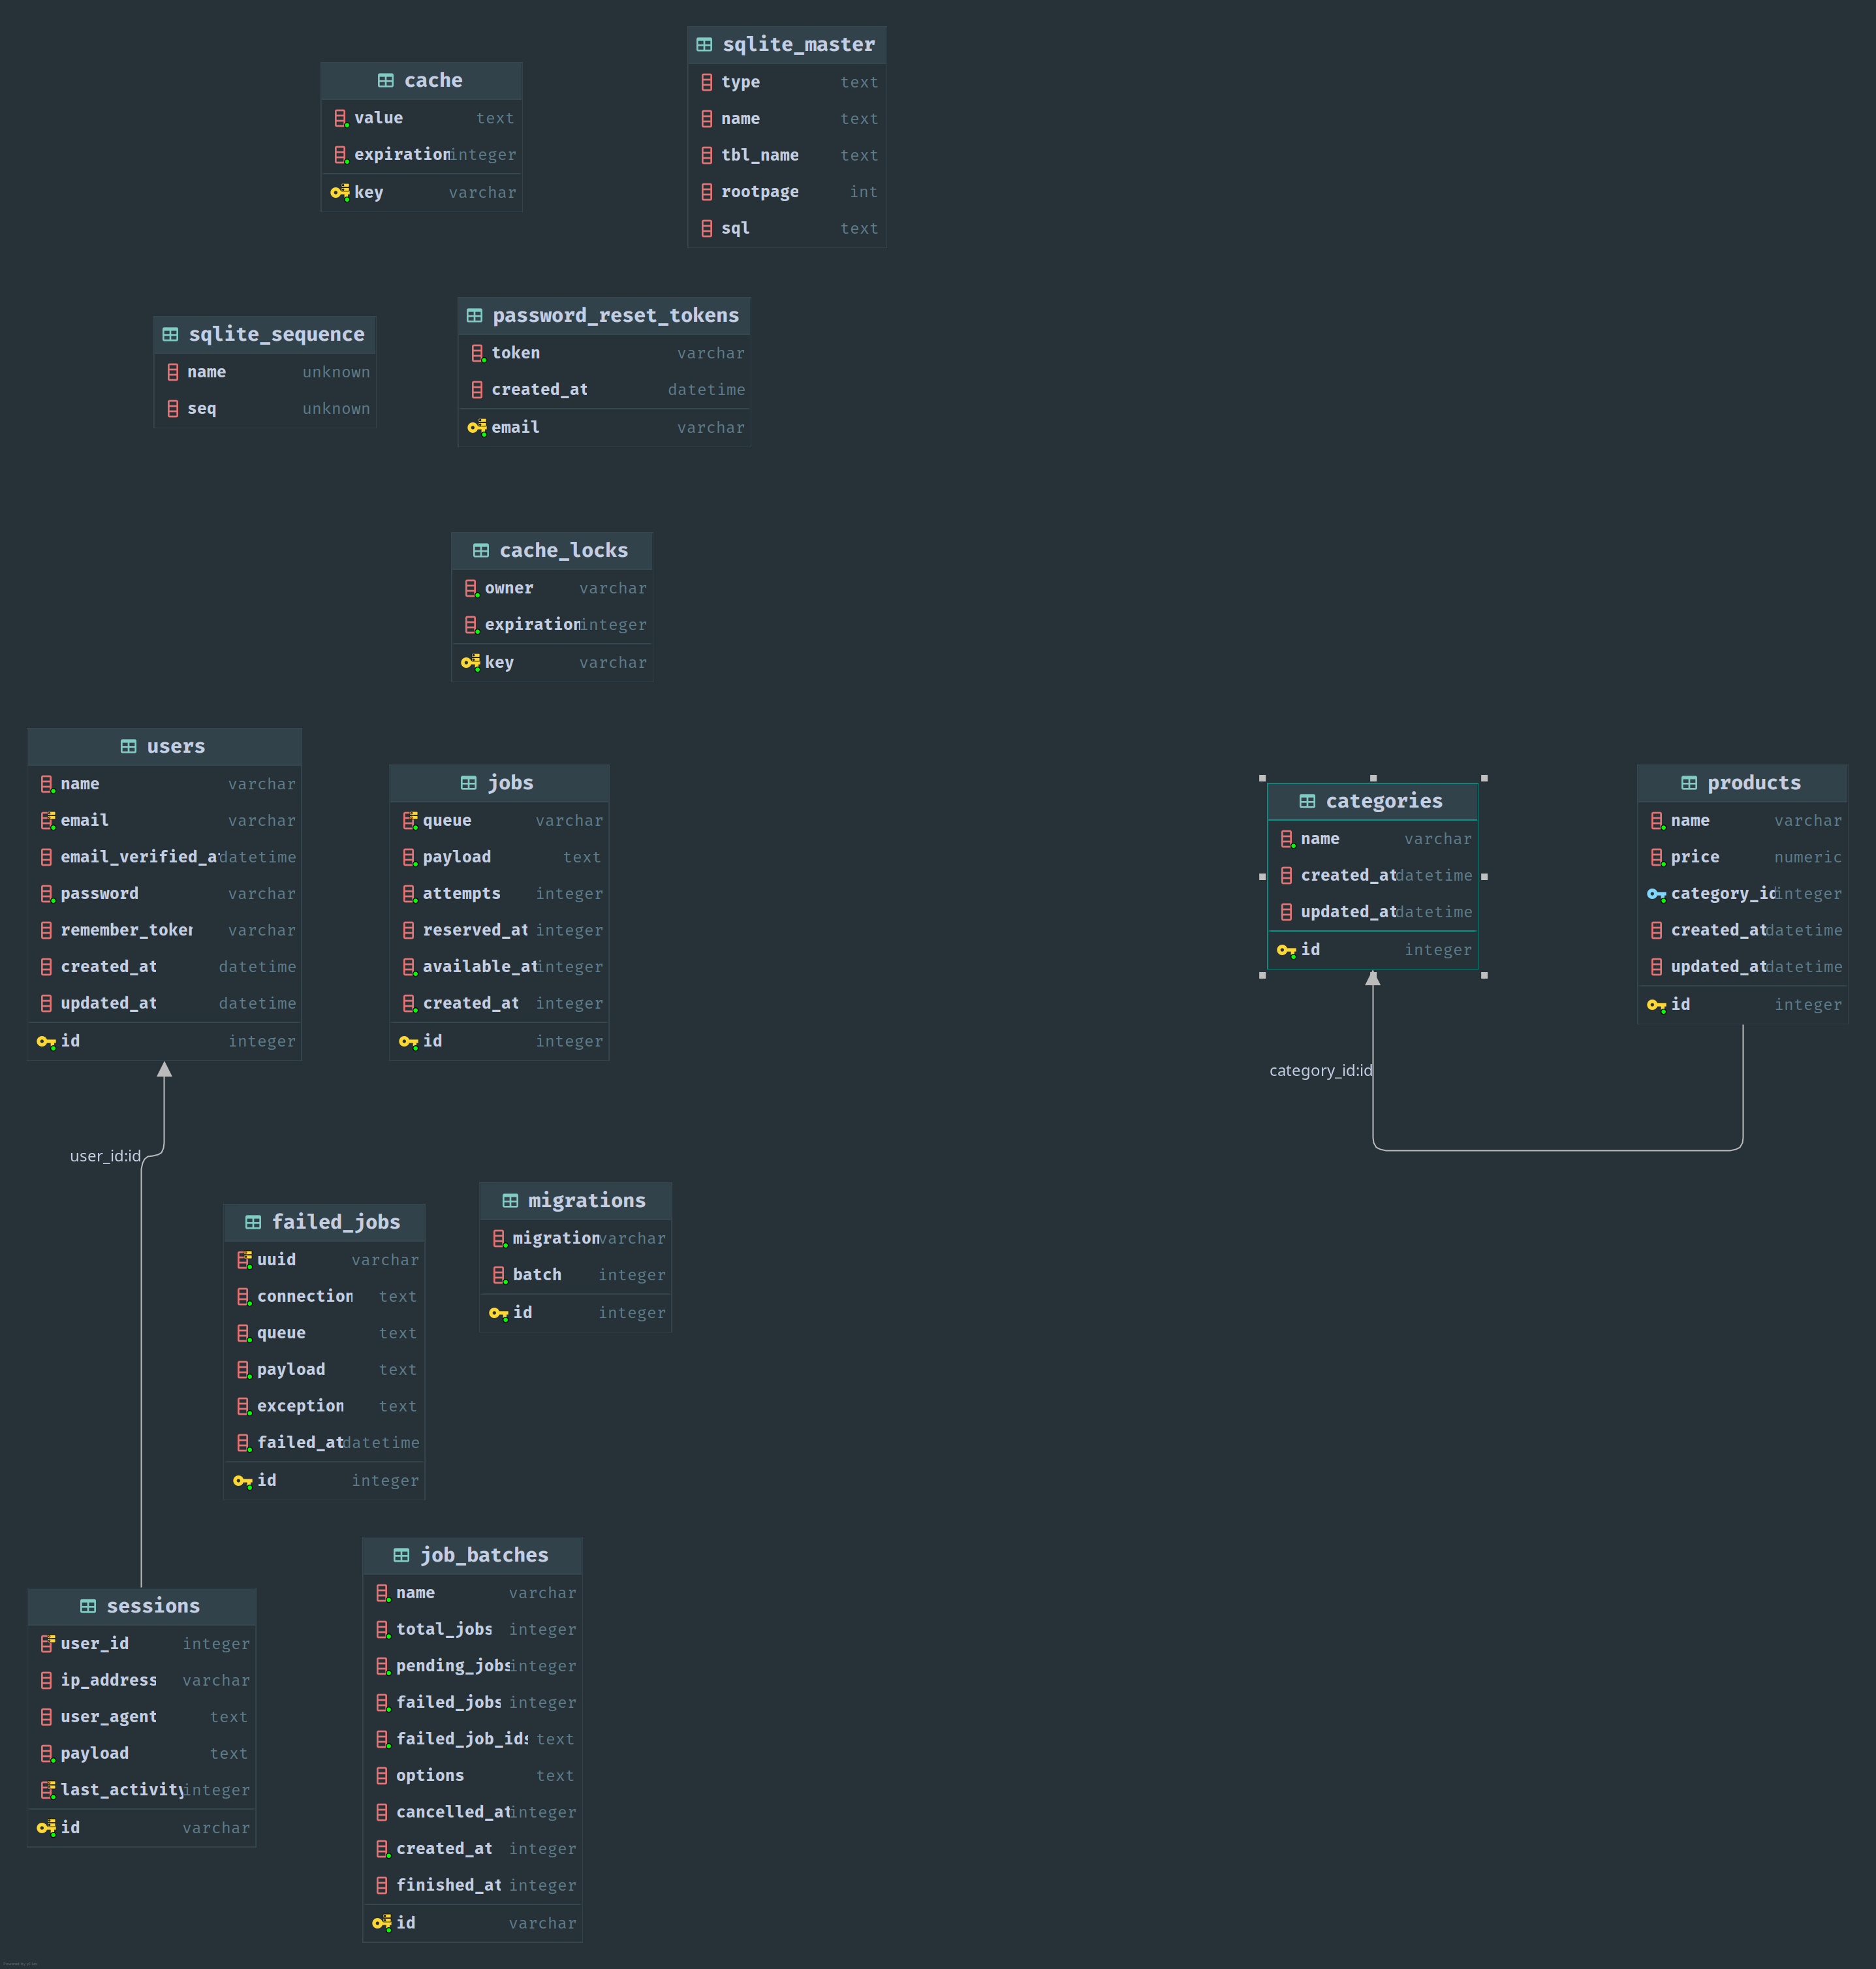 sqlite_master
type text
name text
tbl_name text
rootpage int
sql text
cache
value text
expiration integer
key varchar
password_reset_tokens
token varchar
created_at datetime
email varchar
sqlite_sequence
name unknown
seq unknown
cache_locks
owner varchar
expiration integer
key varchar
users
name varchar
email varchar
email_verified_a datetime
password varchar
remember_token varchar
created_at datetime
updated_at datetime
id integer
jobs
queue varchar
payload text
attempts integer
reserved_at integer
available_at integer
created_at integer
id integer
categories
name varchar
created_at datetime
updated_at datetime
id integer
products
name varchar
price numeric
category_id integer
created_at datetime
updated_at datetime
id integer
category_id:id
user_id:id
failed_jobs
uuid varchar
connection text
queue text
payload text
exception text
failed_at datetime
id integer
migrations
migration varchar
batch integer
id integer
job_batches
name varchar
total_jobs integer
pending_jobs integer
failed_jobs integer
failed_job_ids text
options text
cancelled_at integer
created_at integer
finished_at integer
id varchar
sessions
user_id integer
ip_address varchar
user_agent text
payload text
last_activity integer
id varchar